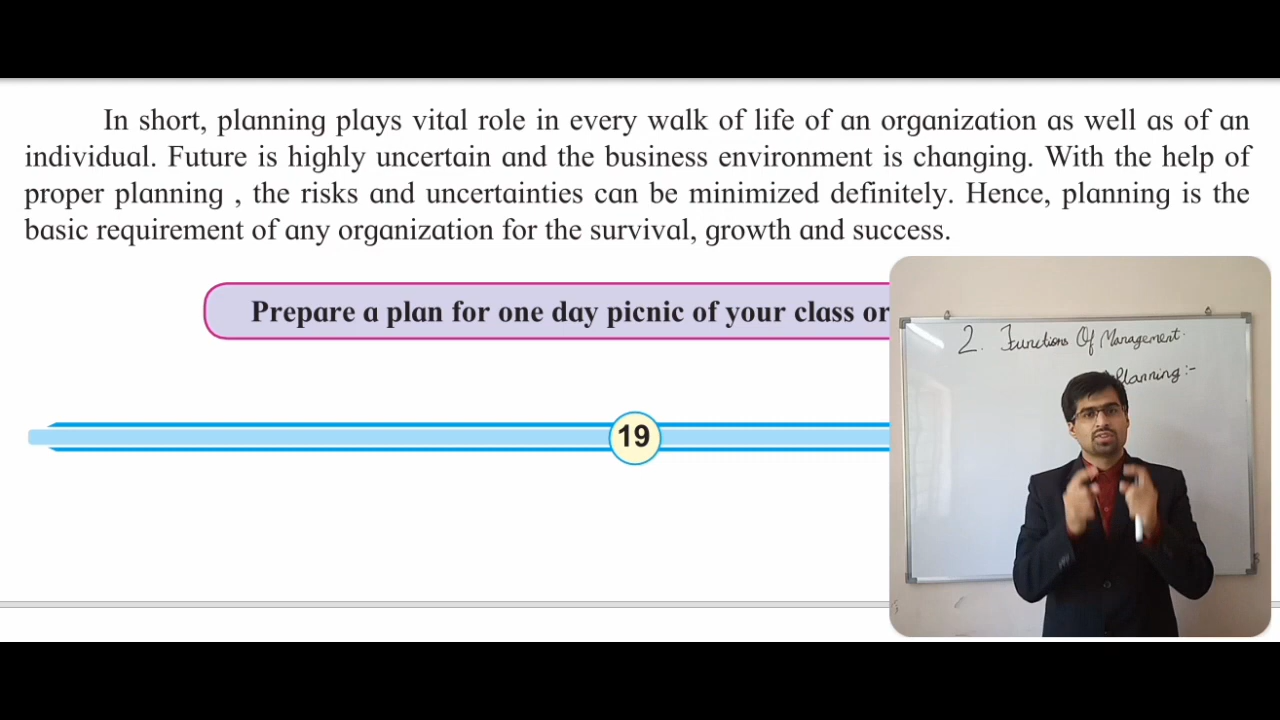 In short, planning plays vital role in every walk of life of an organization as well as of an
individual. Future is highly uncertain and the business environment is changing. With the help of
proper planning , the risks and uncertainties can be minimized definitely. Hence, planning is the
basic requirement of any organization for the survival, growth and success.
Prepare a plan for one day picnic of your class or
19
2. Functions Of Management.
Planning :-